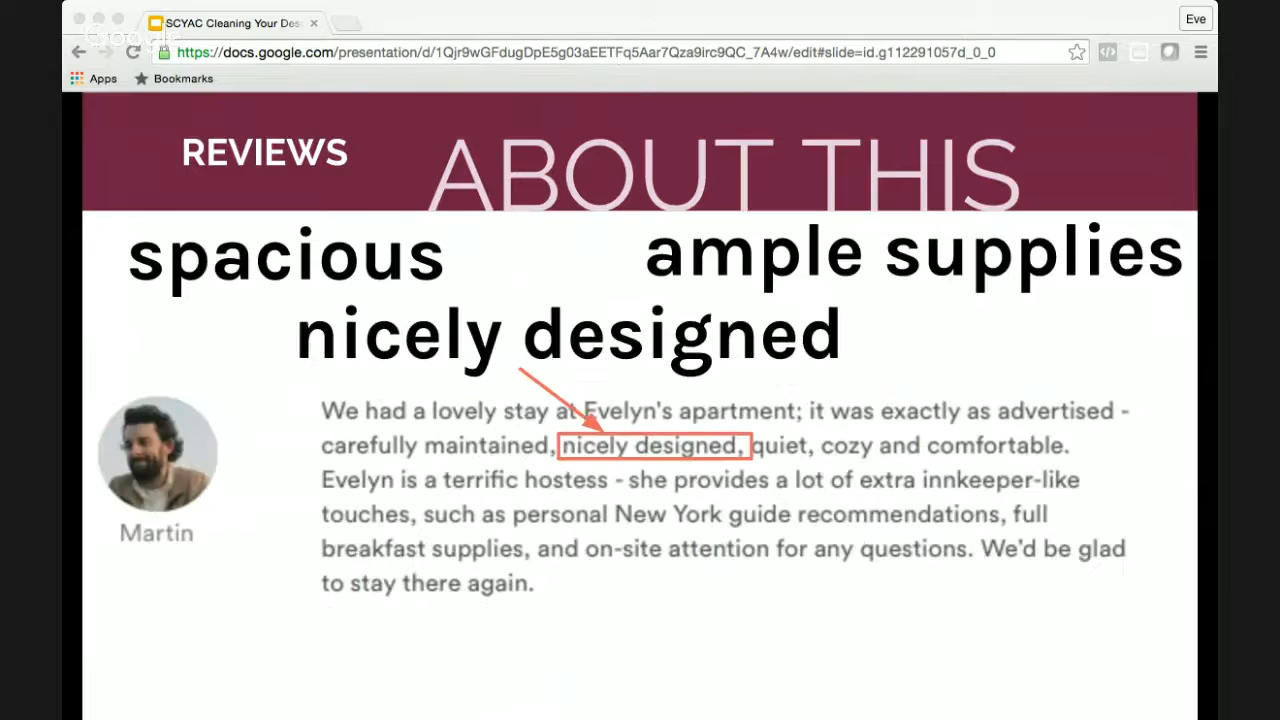 SCYAC Cleaning Your Des
Eve
Google
https://docs.google.com/presentation/d/1Qjr9wGFdugDpE5g03aEETFq5Aar7Qza9irc9QC_7A4w/edit#slide=id.g112291057d_0_0
Apps Bookmarks
REVIEWS ABOUT THIS
spacious ample supplies
nicely designed
We had a lovely stay at Evelyn's apartment; it was exactly as advertised -
carefully maintained, nicely designed, quiet, cozy and comfortable.
Evelyn is a terrific hostess - she provides a lot of extra innkeeper-like
touches, such as personal New York guide recommendations, full
breakfast supplies, and on-site attention for any questions. We'd be glad
to stay there again.
Martin